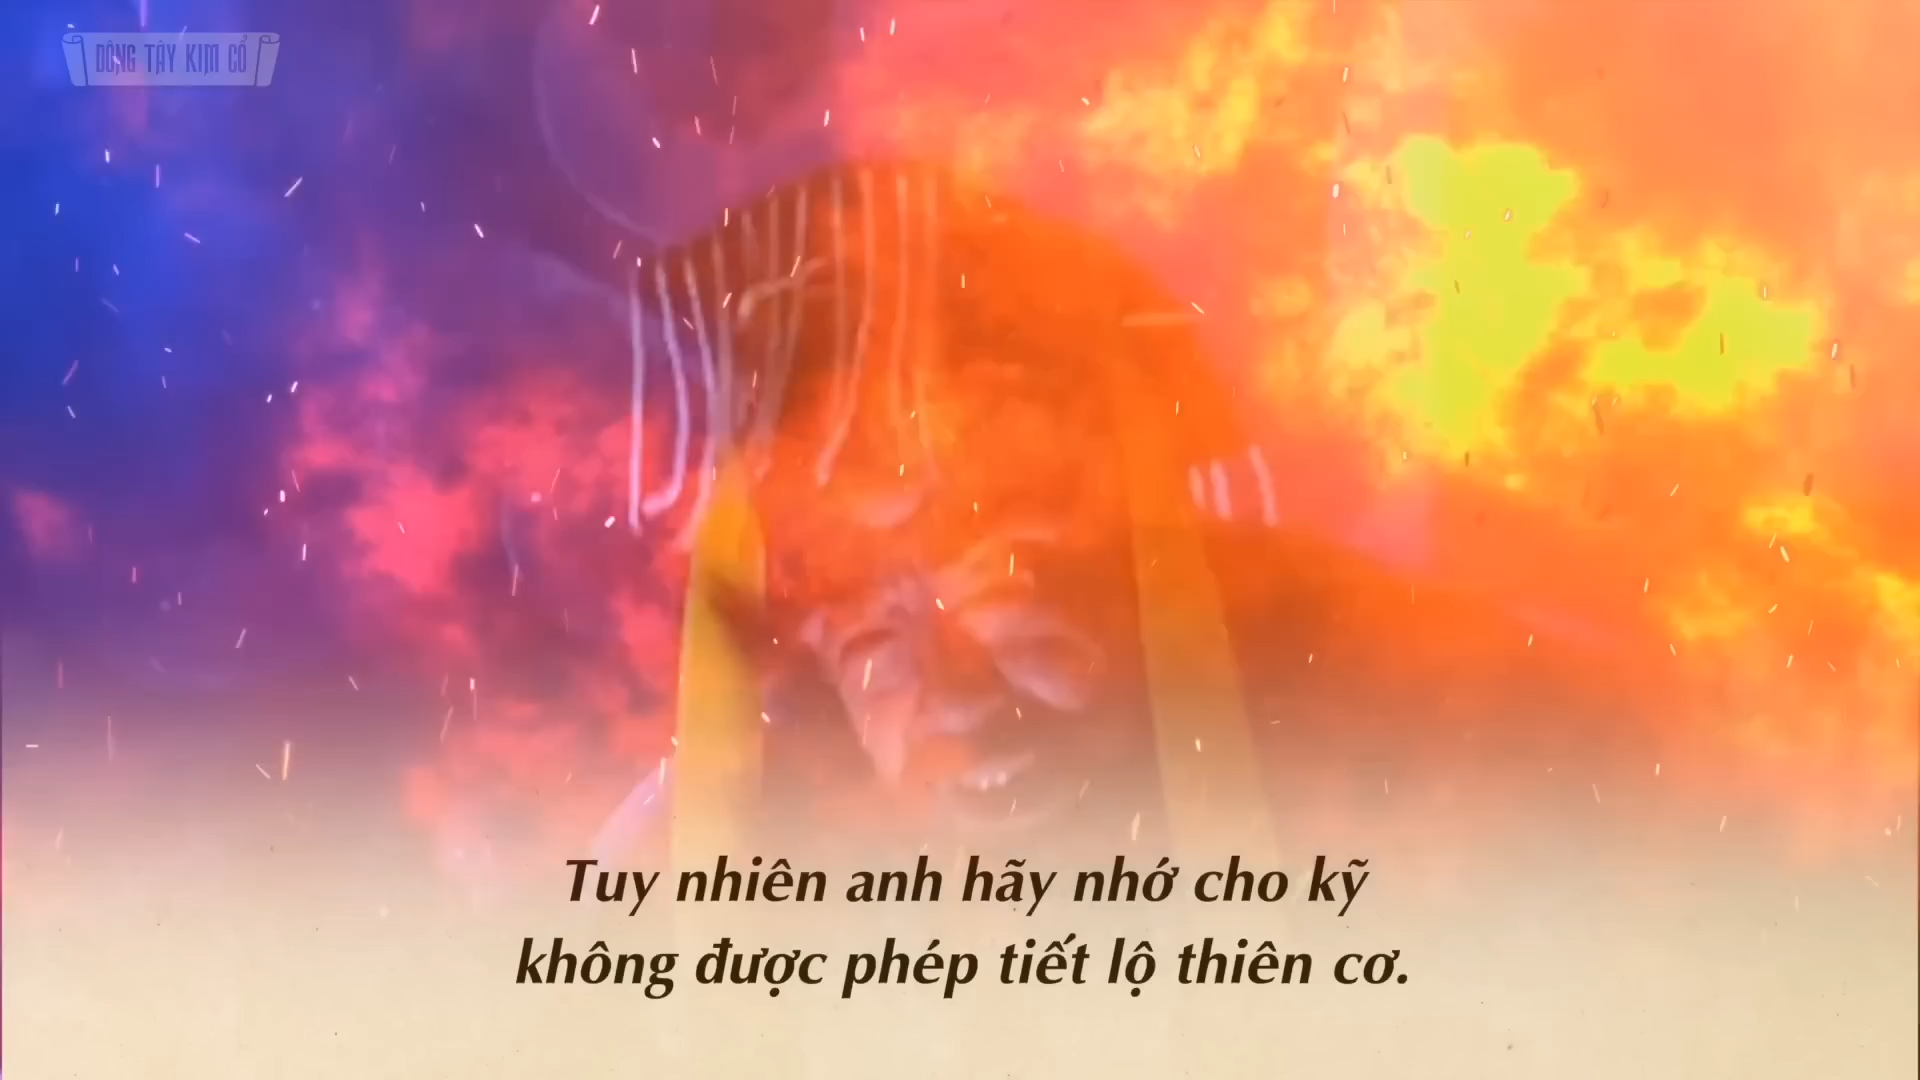 ĐÔNG TÂY KIM CỔ
Tuy nhiên anh hãy nhớ cho kỹ
không được phép tiết lộ thiên cơ.